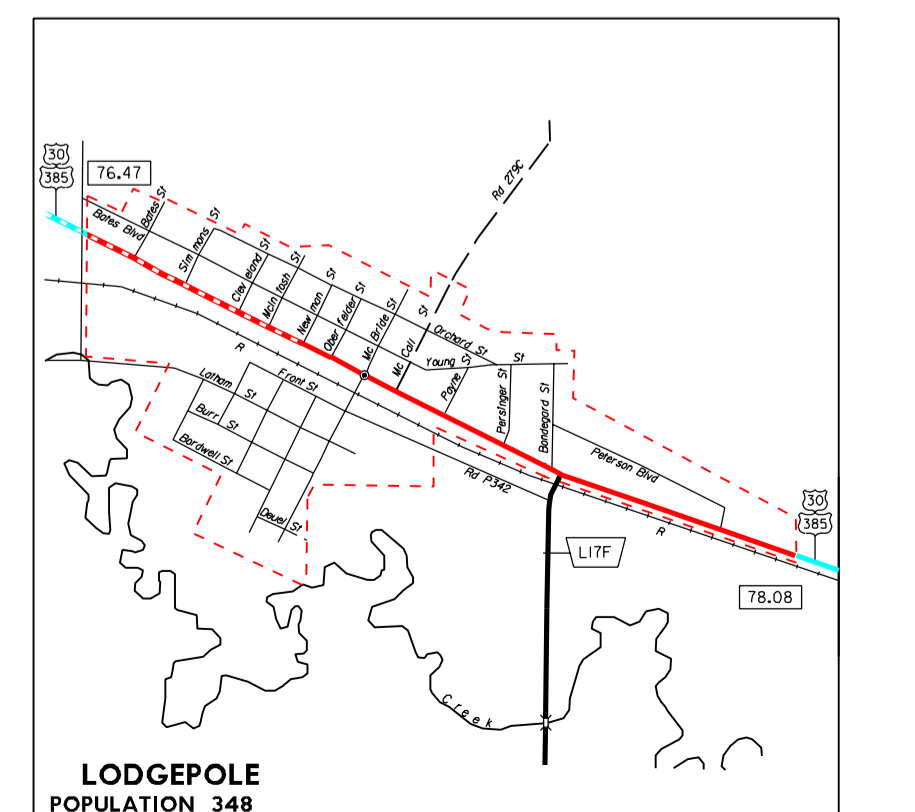 30
385
76.47
Bates Blvd
Bates St
Simmons St
Cleveland St
McIntosh St
Newman St
Oberfelder St
Mc Bride St
Mc Call St
Rd 279C
Orchard St
Young St
Payne St
Persinger St
Bondegard St
Peterson Blvd
R
Latham St
Front St
Burr St
Bordwell St
Deuel St
Rd P342
R
30
385
L17F
78.08
Creek
LODGEPOLE
POPULATION 348